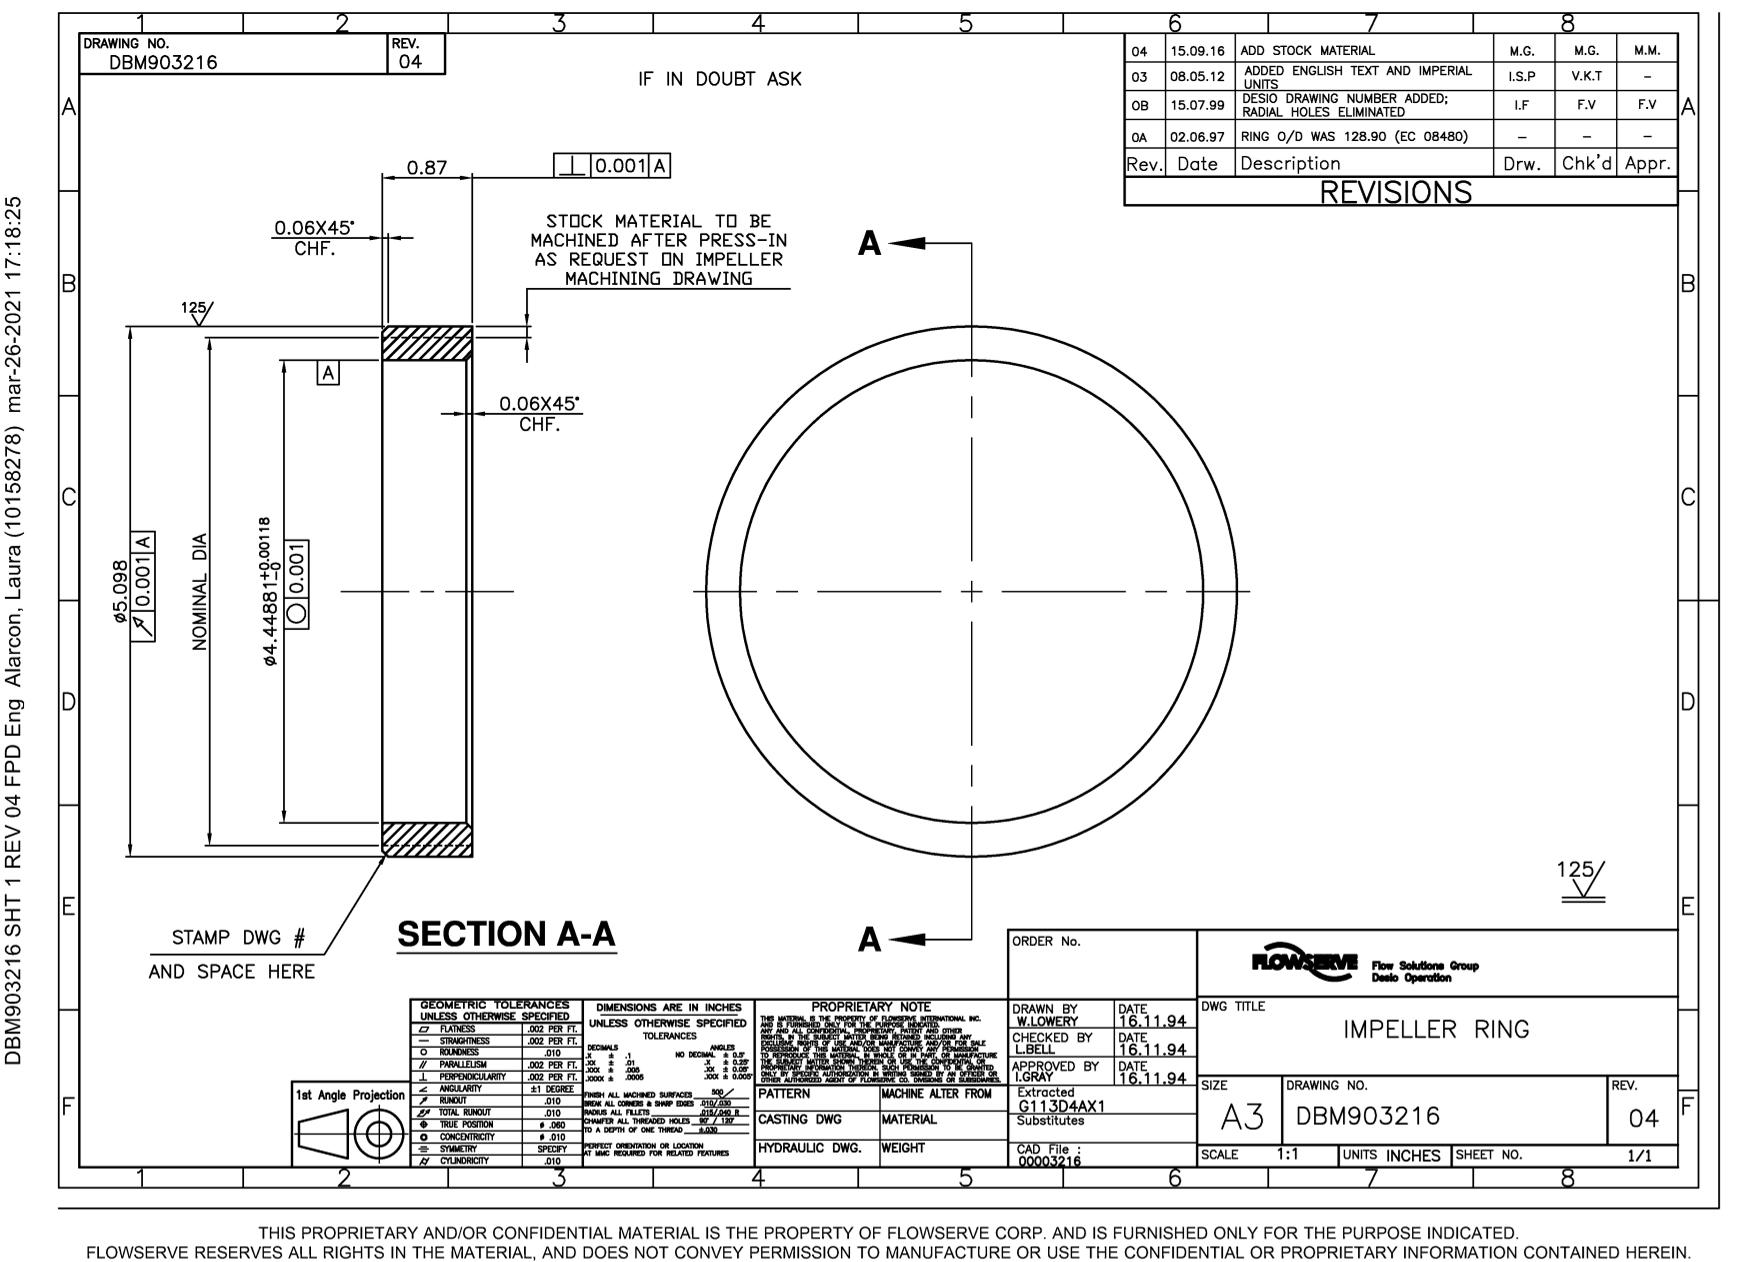 1 2 3 4 5 6 7 8
DRAWING NO.
DBM903216
REV.
04
IF IN DOUBT ASK
04 15.09.16 ADD STOCK MATERIAL M.G. M.G. M.M.
03 08.05.12 ADDED ENGLISH TEXT AND IMPERIAL UNITS I.S.P V.K.T –
0B 15.07.99 DESIO DRAWING NUMBER ADDED; RADIAL HOLES ELIMINATED I.F F.V F.V
0A 02.06.97 RING O/D WAS 128.90 (EC 08480) – – –
Rev. Date Description Drw. Chk'd Appr.
REVISIONS
A A
B B
C C
D D
E E
F F
DBM903216 SHT 1 REV 04 FPD Eng Alarcon, Laura (10158278) mar-26-2021 17:18:25
0.87
⊥ 0.001 A
0.06X45°
CHF.
STOCK MATERIAL TO BE
MACHINED AFTER PRESS-IN
AS REQUEST ON IMPELLER
MACHINING DRAWING
125/
A
0.06X45°
CHF.
ø5.098
0.001 A
NOMINAL DIA
ø4.44881+0.00118 -0
○ 0.001
A
A
STAMP DWG #
AND SPACE HERE
SECTION A-A
125/
1st Angle Projection
GEOMETRIC TOLERANCES
UNLESS OTHERWISE SPECIFIED
FLATNESS .002 PER FT.
STRAIGHTNESS .002 PER FT.
ROUNDNESS .010
PARALLELISM .002 PER FT.
PERPENDICULARITY .002 PER FT.
ANGULARITY ±1 DEGREE
RUNOUT .010
TOTAL RUNOUT .010
TRUE POSITION ø .060
CONCENTRICITY ø .010
SYMMETRY SPECIFY
CYLINDRICITY .010
DIMENSIONS ARE IN INCHES
UNLESS OTHERWISE SPECIFIED
TOLERANCES
DECIMALS ANGLES
.X ± .1 NO DECIMAL ± 0.5°
.XX ± .01 .X ± 0.25°
.XXX ± .005 .XX ± 0.05°
.XXXX ± .0005 .XXX ± 0.005°
FINISH ALL MACHINED SURFACES 500/
BREAK ALL CORNERS & SHARP EDGES .010/.030
RADIUS ALL FILLETS .015/.040 R
CHAMFER ALL THREADED HOLES 90° / 120°
TO A DEPTH OF ONE THREAD ±.030
PERFECT ORIENTATION OR LOCATION
AT MMC REQUIRED FOR RELATED FEATURES
PROPRIETARY NOTE
THIS MATERIAL IS THE PROPERTY OF FLOWSERVE INTERNATIONAL INC.
AND IS FURNISHED ONLY FOR THE PURPOSE INDICATED.
ANY AND ALL CONFIDENTIAL, PROPRIETARY, PATENT AND OTHER
RIGHTS, IN THE SUBJECT MATTER BEING RETAINED INCLUDING ANY
EXCLUSIVE RIGHTS OF USE AND/OR MANUFACTURE AND/OR FOR SALE
POSSESSION OF THIS MATERIAL DOES NOT CONVEY ANY PERMISSION
TO REPRODUCE THIS MATERIAL, IN WHOLE OR IN PART, OR MANUFACTURE
THE SUBJECT MATTER SHOWN THEREIN OR USE THE CONFIDENTIAL OR
PROPRIETARY INFORMATION THEREIN. SUCH PERMISSION TO BE GRANTED
ONLY BY SPECIFIC AUTHORIZATION IN WRITING SIGNED BY AN OFFICER OR
OTHER AUTHORIZED AGENT OF FLOWSERVE CO. DIVISIONS OR SUBSIDIARIES.
PATTERN
MACHINE ALTER FROM
CASTING DWG
MATERIAL
HYDRAULIC DWG.
WEIGHT
ORDER No.
DRAWN BY
W.LOWERY
DATE
16.11.94
CHECKED BY
L.BELL
DATE
16.11.94
APPROVED BY
I.GRAY
DATE
16.11.94
Extracted
G113D4AX1
Substitutes
CAD File :
00003216
FLOWSERVE
Flow Solutions Group
Desio Operation
DWG TITLE
IMPELLER RING
SIZE
A3
DRAWING NO.
DBM903216
REV.
04
SCALE 1:1
UNITS INCHES
SHEET NO. 1/1
1 2 3 4 5 6 7 8
THIS PROPRIETARY AND/OR CONFIDENTIAL MATERIAL IS THE PROPERTY OF FLOWSERVE CORP. AND IS FURNISHED ONLY FOR THE PURPOSE INDICATED.
FLOWSERVE RESERVES ALL RIGHTS IN THE MATERIAL, AND DOES NOT CONVEY PERMISSION TO MANUFACTURE OR USE THE CONFIDENTIAL OR PROPRIETARY INFORMATION CONTAINED HEREIN.